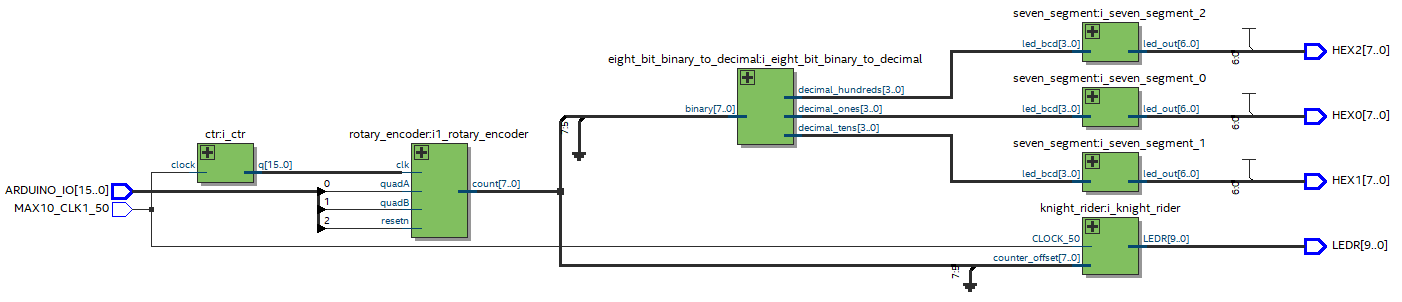 seven_segment:i_seven_segment_2
led_bcd[3..0]
led_out[6..0]
6:0
HEX2[7..0]
eight_bit_binary_to_decimal:i_eight_bit_binary_to_decimal
binary[7..0]
decimal_hundreds[3..0]
decimal_ones[3..0]
decimal_tens[3..0]
7:5
seven_segment:i_seven_segment_0
led_bcd[3..0]
led_out[6..0]
6:0
HEX0[7..0]
ctr:i_ctr
clock
q[15..0]
rotary_encoder:i1_rotary_encoder
clk
quadA
quadB
resetn
count[7..0]
0
1
2
ARDUINO_IO[15..0]
MAX10_CLK1_50
seven_segment:i_seven_segment_1
led_bcd[3..0]
led_out[6..0]
6:0
HEX1[7..0]
knight_rider:i_knight_rider
CLOCK_50
counter_offset[7..0]
LEDR[9..0]
LEDR[9..0]